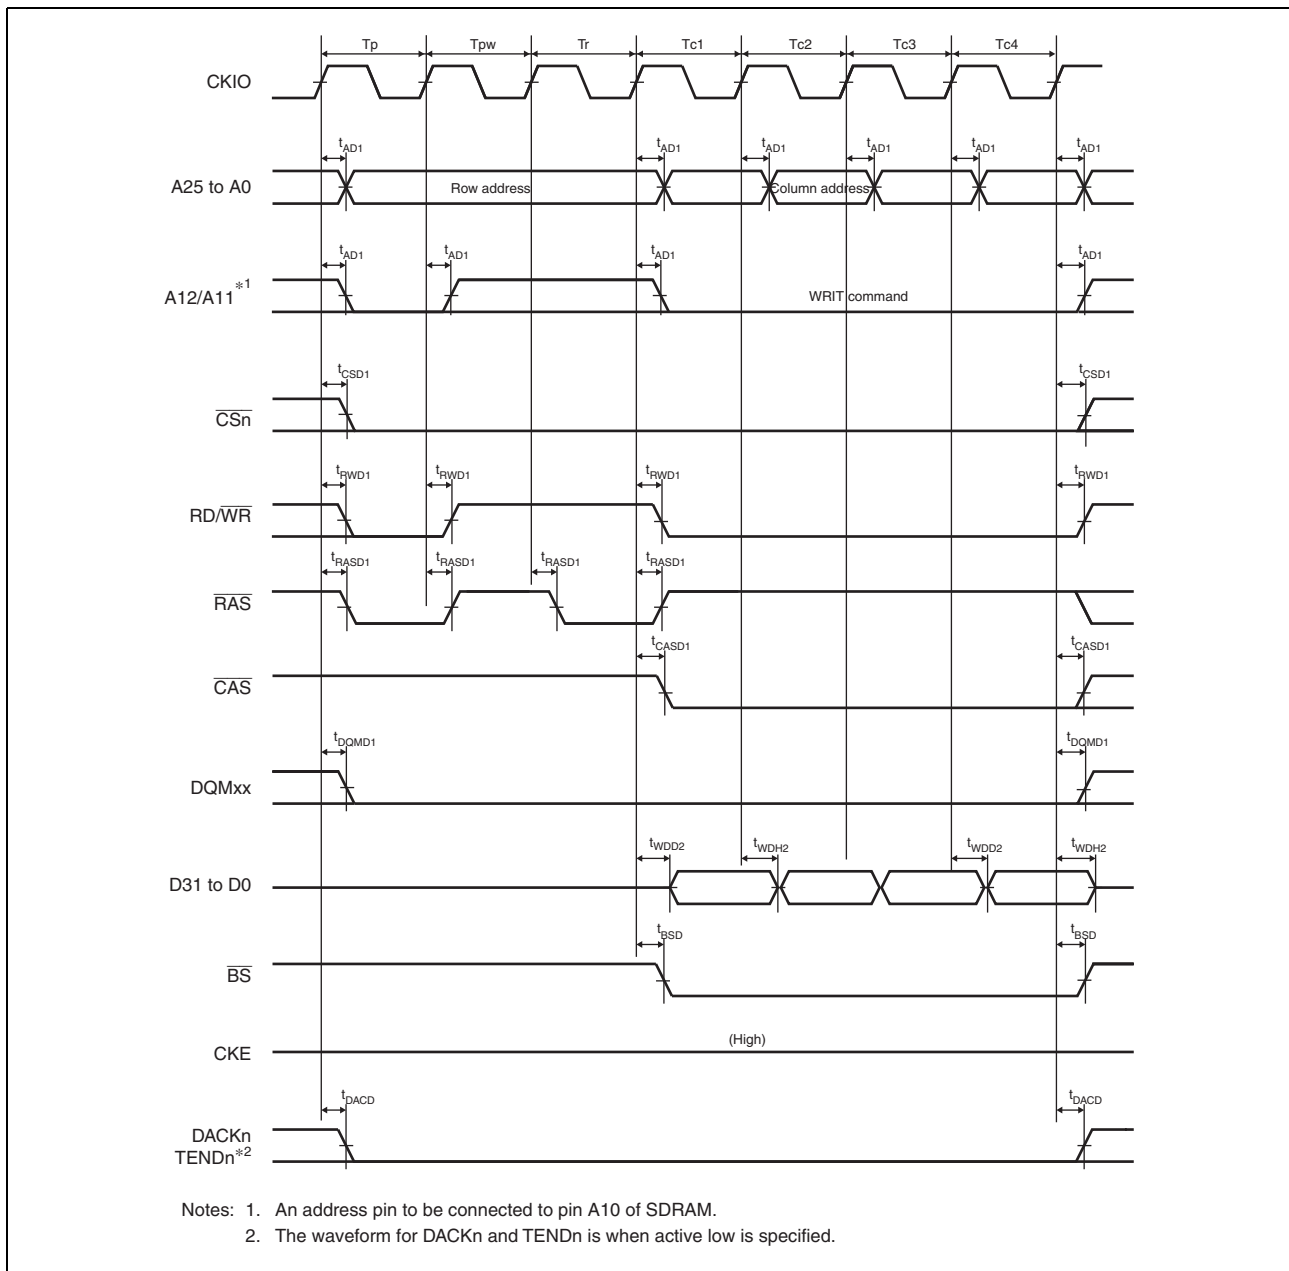 Tp Tpw Tr Tc1 Tc2 Tc3 Tc4
CKIO
tAD1 tAD1 tAD1 tAD1 tAD1 tAD1
A25 to A0 Row address Column address
tAD1 tAD1 tAD1 tAD1
A12/A11*1 WRIT command
tCSD1 tCSD1
CSn
tRWD1 tRWD1 tRWD1 tRWD1
RD/WR
tRASD1 tRASD1 tRASD1 tRASD1
RAS
tCASD1 tCASD1
CAS
tDQMD1 tDQMD1
DQMxx
tWDD2 tWDH2 tWDD2 tWDH2
D31 to D0
tBSD tBSD
BS
(High)
CKE
tDACD tDACD
DACKn
TENDn*2
Notes: 1. An address pin to be connected to pin A10 of SDRAM.
2. The waveform for DACKn and TENDn is when active low is specified.